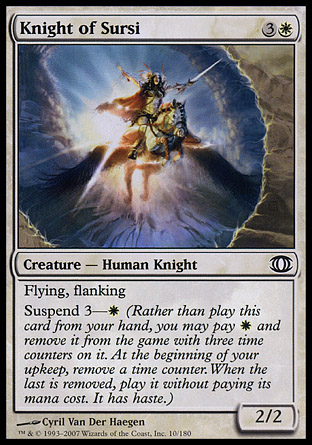 Knight of Sursi 3
Creature — Human Knight
Flying, flanking
Suspend 3— (Rather than play this
card from your hand, you may pay and
remove it from the game with three time
counters on it. At the beginning of your
upkeep, remove a time counter. When the
last is removed, play it without paying its
mana cost. It has haste.)
2/2
Cyril Van Der Haegen
™ & © 1993–2007 Wizards of the Coast, Inc. 10/180